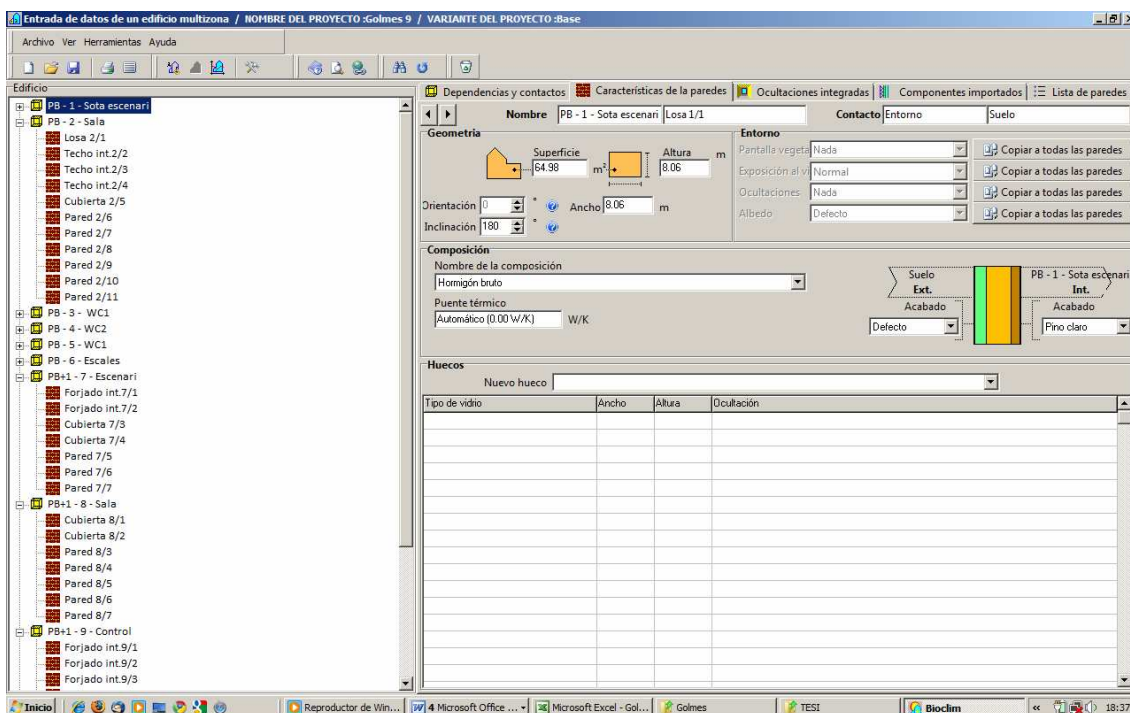 Entrada de datos de un edificio multizona / NOMBRE DEL PROYECTO :Golmes 9 / VARIANTE DEL PROYECTO :Base
Archivo Ver Herramientas Ayuda
Edificio
PB - 1 - Sota escenari
PB - 2 - Sala
Losa 2/1
Techo int.2/2
Techo int.2/3
Techo int.2/4
Cubierta 2/5
Pared 2/6
Pared 2/7
Pared 2/8
Pared 2/9
Pared 2/10
Pared 2/11
PB - 3 - WC1
PB - 4 - WC2
PB - 5 - WC1
PB - 6 - Escales
PB+1 - 7 - Escenari
Forjado int.7/1
Forjado int.7/2
Cubierta 7/3
Cubierta 7/4
Pared 7/5
Pared 7/6
Pared 7/7
PB+1 - 8 - Sala
Cubierta 8/1
Cubierta 8/2
Pared 8/3
Pared 8/4
Pared 8/5
Pared 8/6
Pared 8/7
PB+1 - 9 - Control
Forjado int.9/1
Forjado int.9/2
Forjado int.9/3
Dependencias y contactos Características de la paredes Ocultaciones integradas Componentes importados Lista de paredes
Nombre PB - 1 - Sota escenari Losa 1/1 Contacto Entorno Suelo
Geometria
Superficie
64.98 m²
Altura
8.06 m
Orientación 0 °
Ancho 8.06 m
Inclinación 180 °
Entorno
Pantalla vegeta Nada Copiar a todas las paredes
Exposición al vi Normal Copiar a todas las paredes
Ocultaciones Nada Copiar a todas las paredes
Albedo Defecto Copiar a todas las paredes
Composición
Nombre de la composición
Hormigón bruto
Puente térmico
Automático (0.00 W/K) W/K
Suelo
Ext.
Acabado
Defecto
PB - 1 - Sota escenari
Int.
Acabado
Pino claro
Huecos
Nuevo hueco
Tipo de vidrio Ancho Altura Ocultación
Inicio Reproductor de Win... 4 Microsoft Office ... Microsoft Excel - Gol... Golmes TESI Bioclim « 18:37